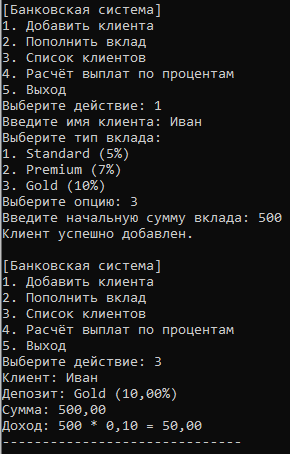 [Банковская система]
1. Добавить клиента
2. Пополнить вклад
3. Список клиентов
4. Расчёт выплат по процентам
5. Выход
Выберите действие: 1
Введите имя клиента: Иван
Выберите тип вклада:
1. Standard (5%)
2. Premium (7%)
3. Gold (10%)
Выберите опцию: 3
Введите начальную сумму вклада: 500
Клиент успешно добавлен.

[Банковская система]
1. Добавить клиента
2. Пополнить вклад
3. Список клиентов
4. Расчёт выплат по процентам
5. Выход
Выберите действие: 3
Клиент: Иван
Депозит: Gold (10,00%)
Сумма: 500,00
Доход: 500 * 0,10 = 50,00
------------------------------